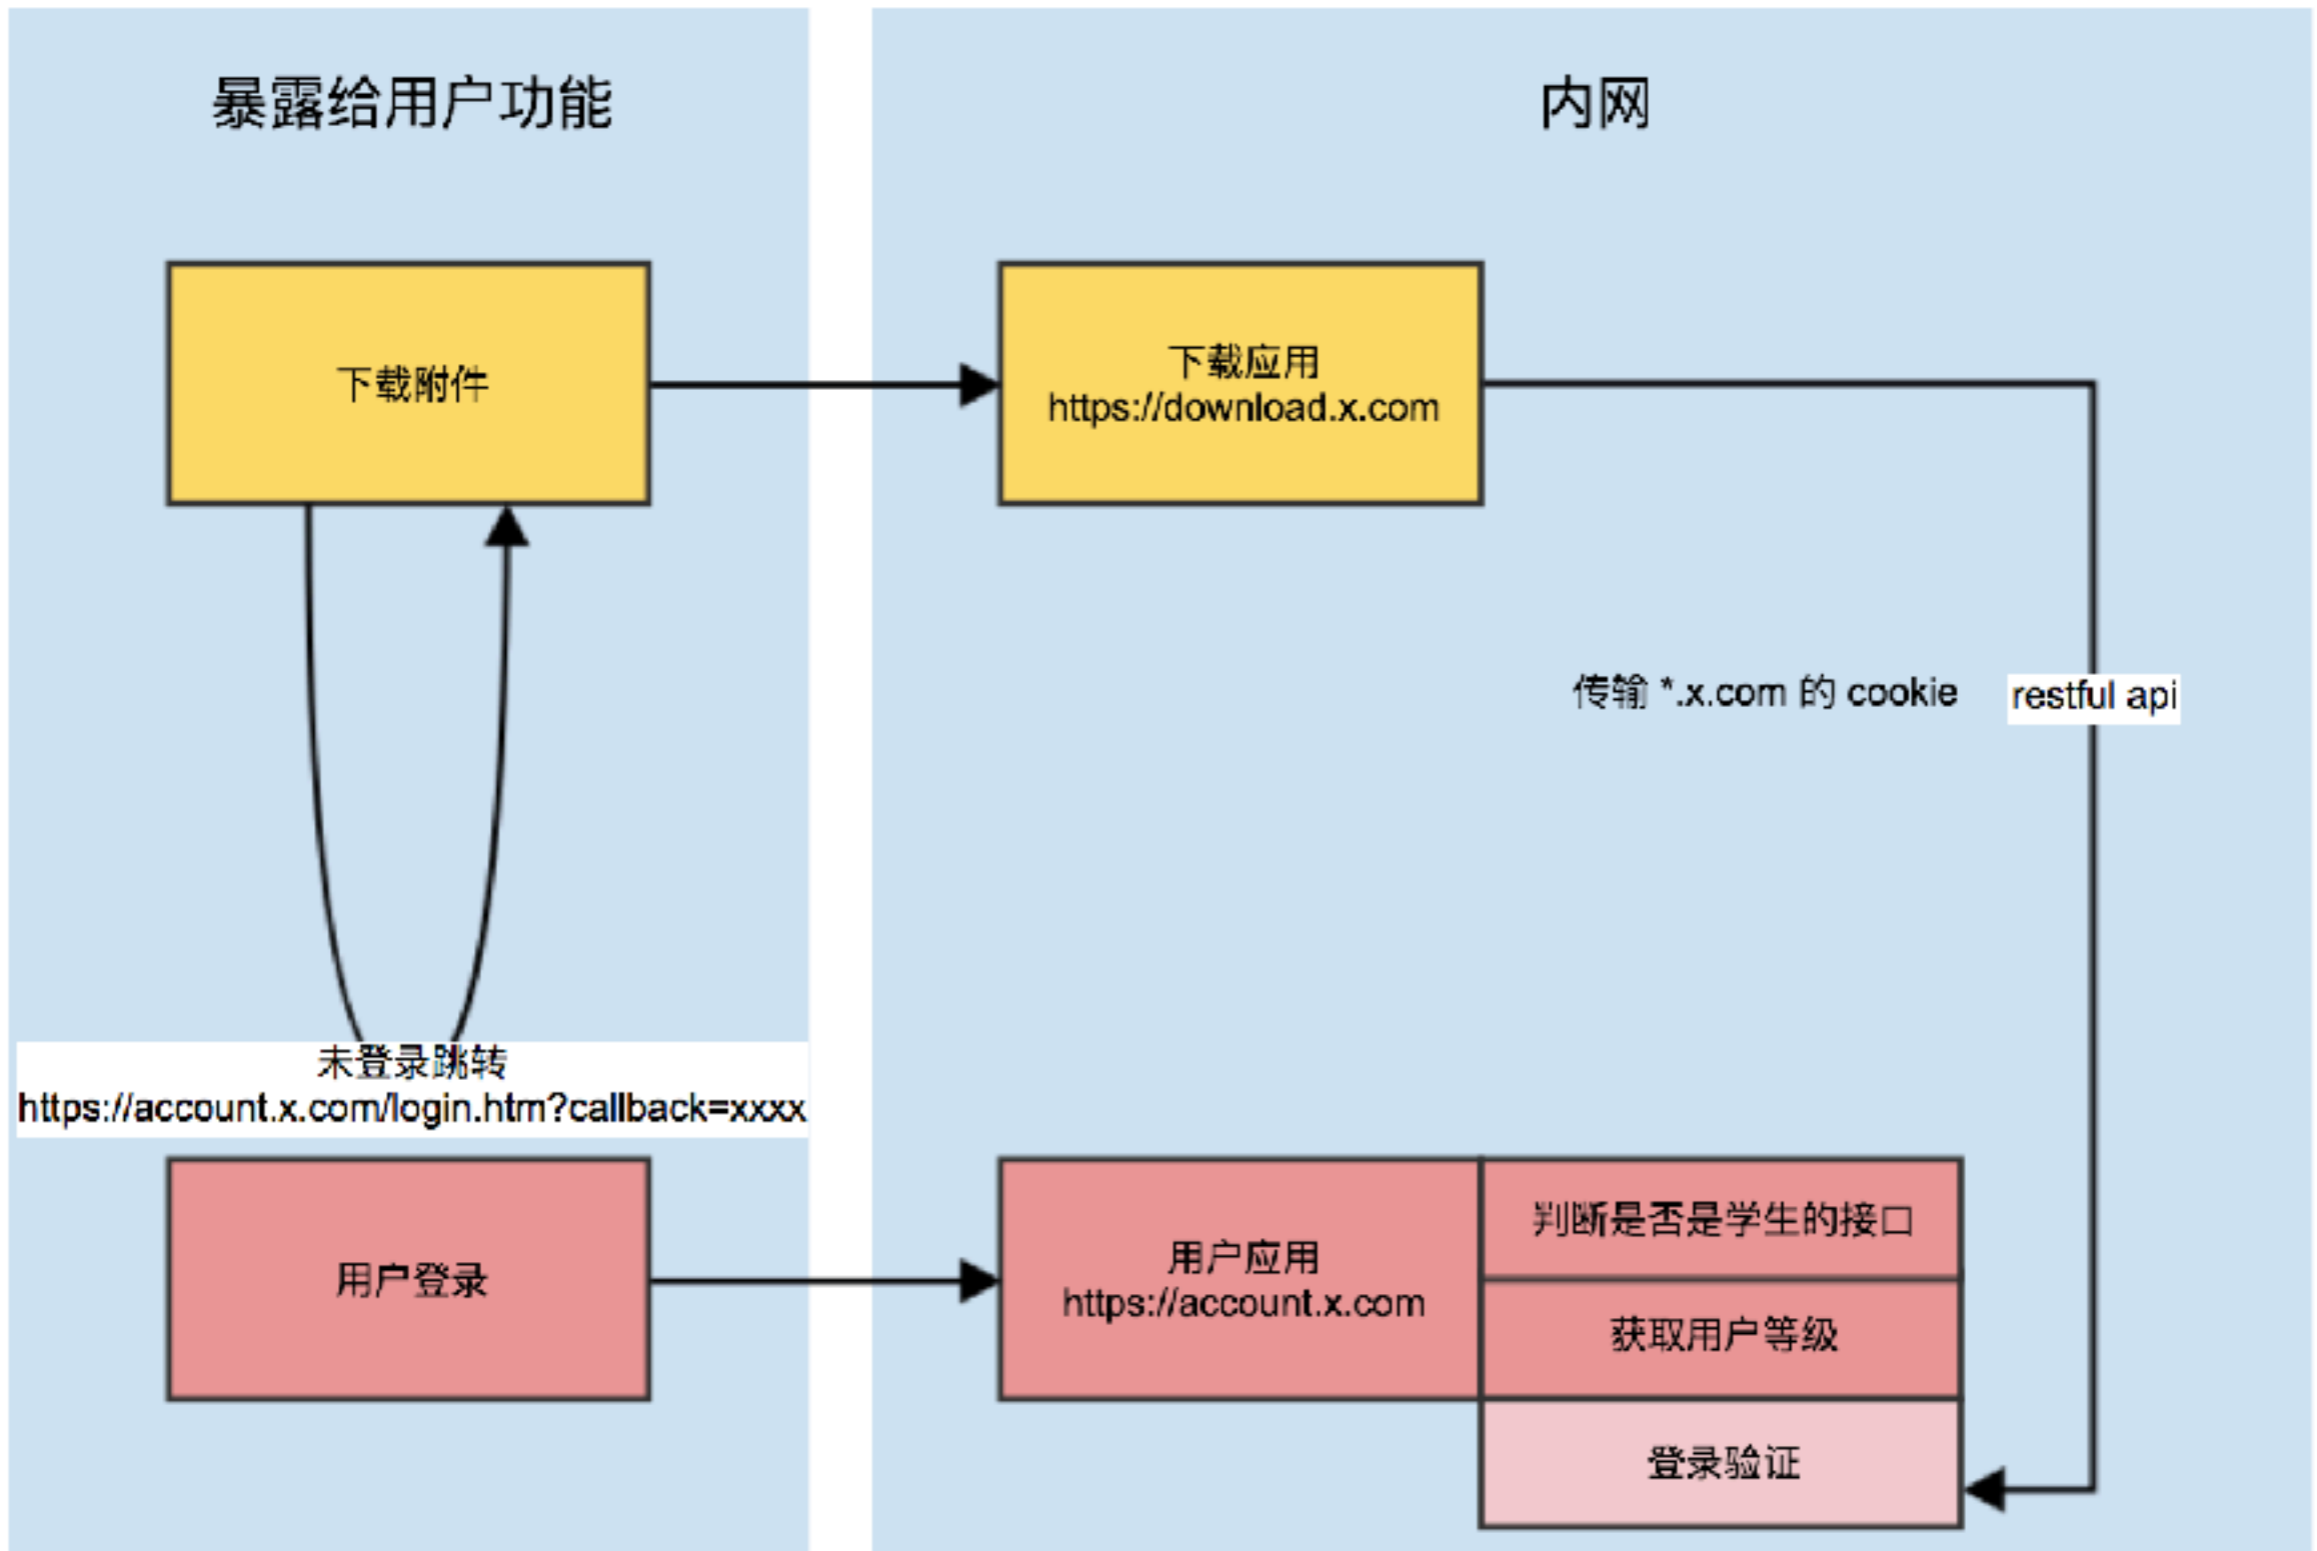 暴露给用户功能
内网
下载附件
下载应用
https://download.x.com
传输 *.x.com 的 cookie
restful api
未登录跳转
https://account.x.com/login.htm?callback=xxxx
用户登录
用户应用
https://account.x.com
判断是否是学生的接口
获取用户等级
登录验证